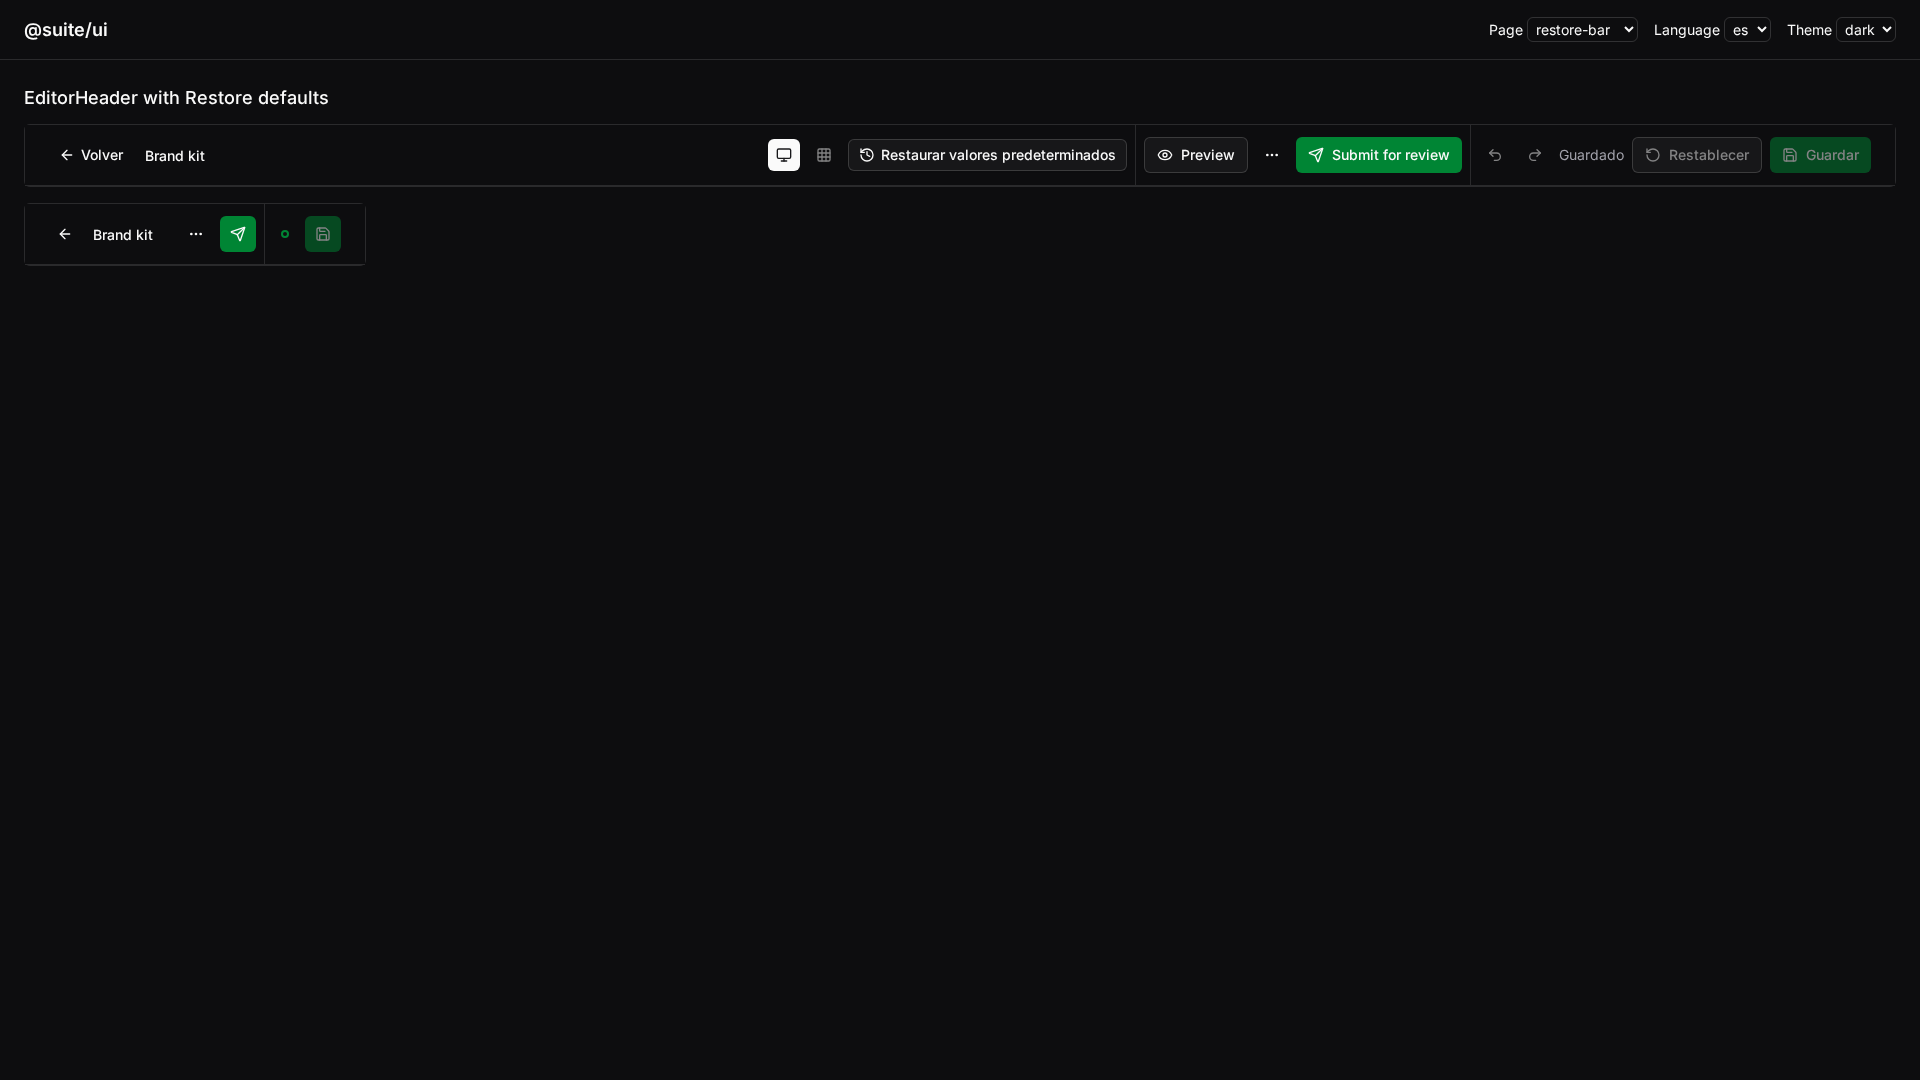 @suite/ui
Page restore-bar Language es Theme dark
EditorHeader with Restore defaults
Volver Brand kit Restaurar valores predeterminados Preview Submit for review Guardado Restablecer Guardar
Brand kit